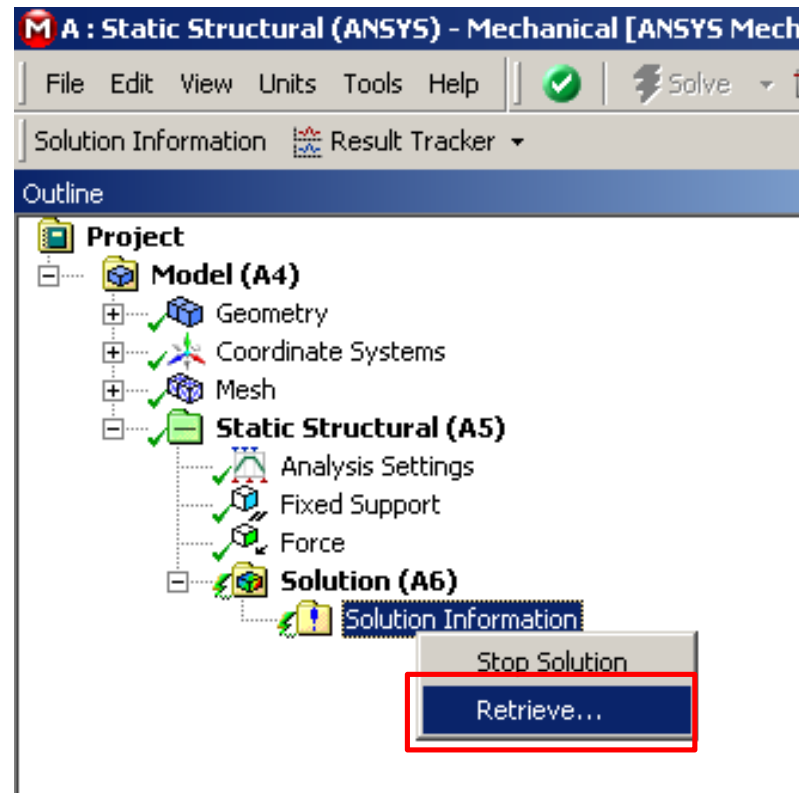 A : Static Structural (ANSYS) - Mechanical [ANSYS Mech
File Edit View Units Tools Help Solve
Solution Information Result Tracker
Outline
Project
Model (A4)
Geometry
Coordinate Systems
Mesh
Static Structural (A5)
Analysis Settings
Fixed Support
Force
Solution (A6)
Solution Information
Stop Solution
Retrieve...